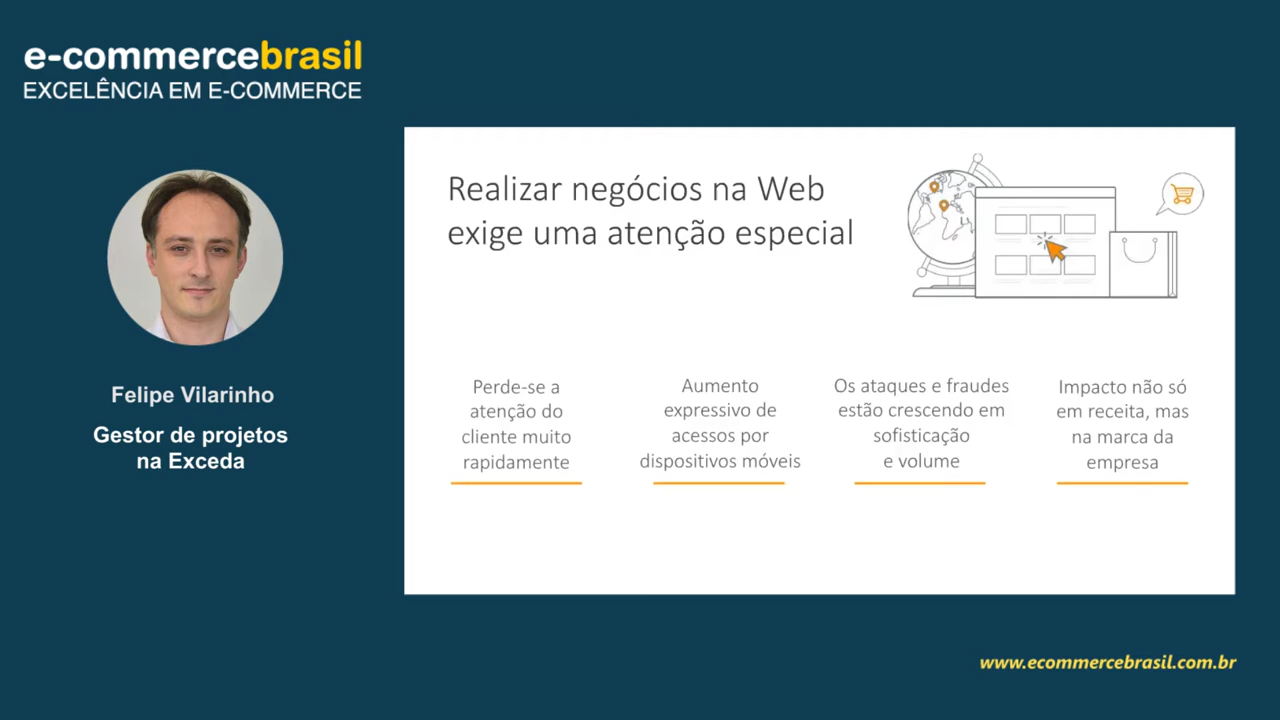 e-commercebrasil
EXCELÊNCIA EM E-COMMERCE
Felipe Vilarinho
Gestor de projetos
na Exceda
Realizar negócios na Web
exige uma atenção especial
Perde-se a
atenção do
cliente muito
rapidamente
Aumento
expressivo de
acessos por
dispositivos móveis
Os ataques e fraudes
estão crescendo em
sofisticação
e volume
Impacto não só
em receita, mas
na marca da
empresa
www.ecommercebrasil.com.br